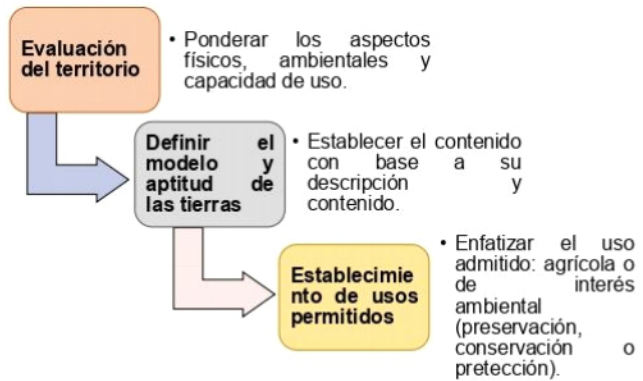 Evaluación
del territorio
• Ponderar los aspectos
físicos, ambientales y
capacidad de uso.
Definir el
modelo y
aptitud de
las tierras
• Establecer el contenido
con base a su
descripción y
contenido.
Establecimie
nto de usos
permitidos
• Enfatizar el uso
admitido: agrícola o
de interés
ambiental
(preservación,
conservación o
pretección).